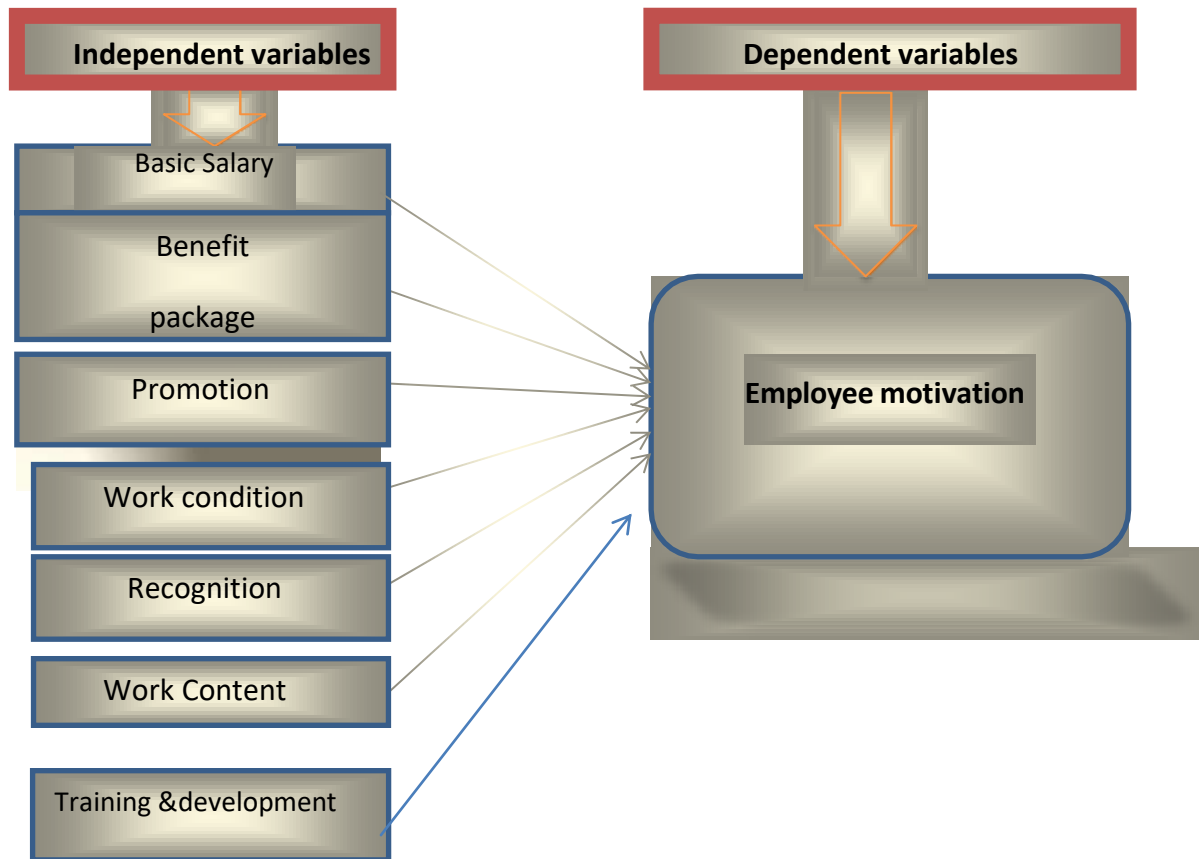 Independent variables
Dependent variables
Basic Salary
Benefit
package
Promotion
Employee motivation
Work condition
Recognition
Work Content
Training &development